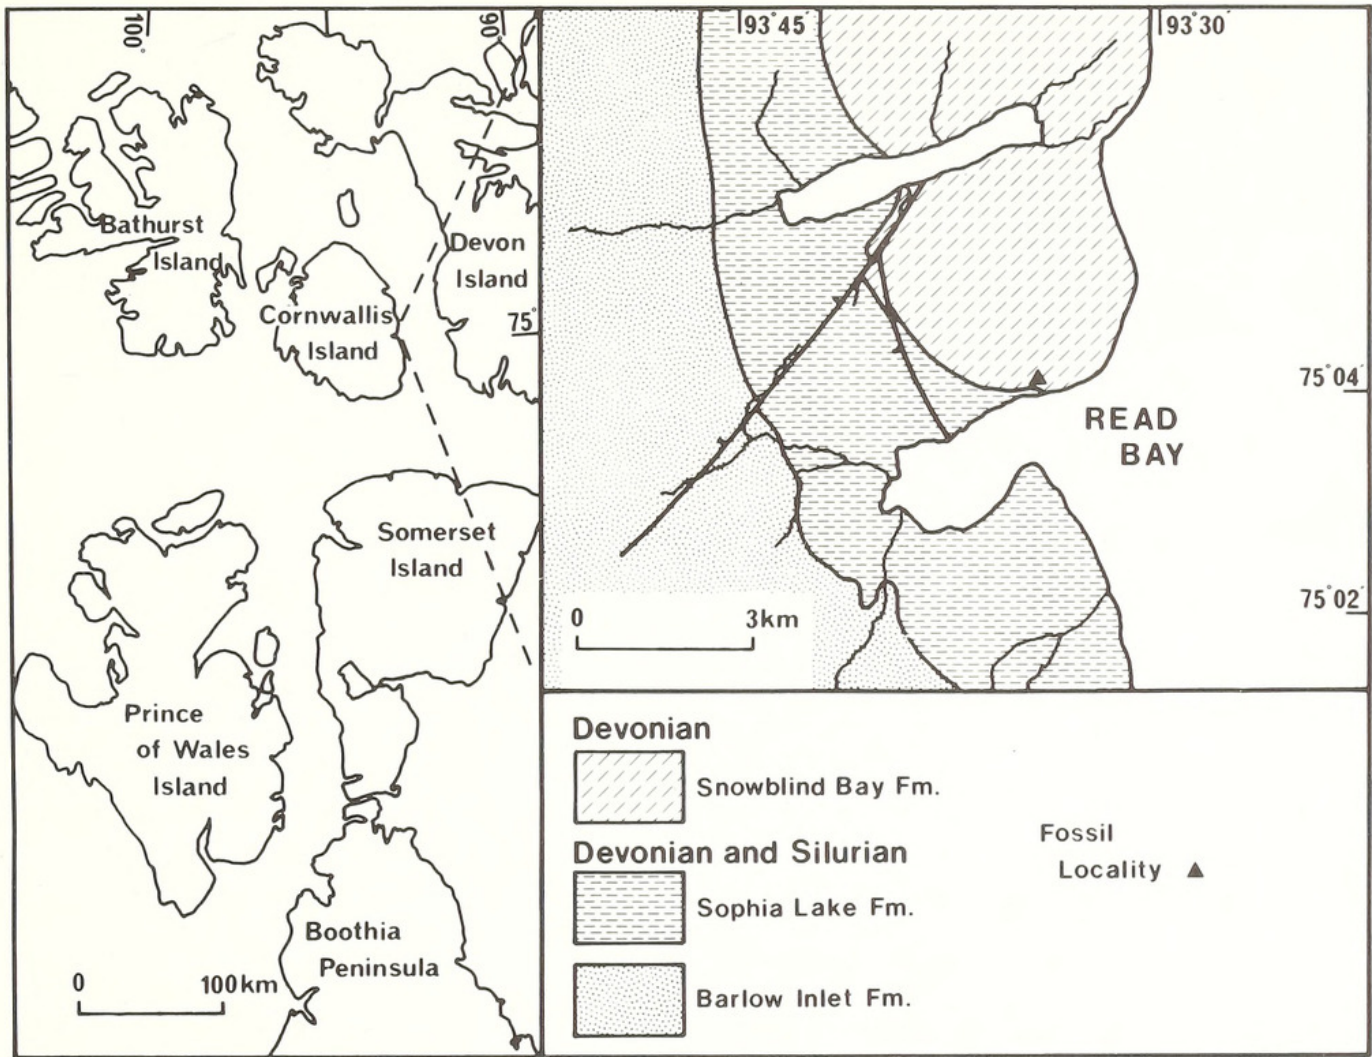 100°
90°
Bathurst
Island
Devon
Island
Cornwallis
Island
75°
Somerset
Island
Prince
of Wales
Island
Boothia
Peninsula
0 100km
93°45'
93°30'
75°04'
READ
BAY
75°02'
0 3km
Devonian
Snowblind Bay Fm.
Devonian and Silurian
Sophia Lake Fm.
Barlow Inlet Fm.
Fossil
Locality ▲